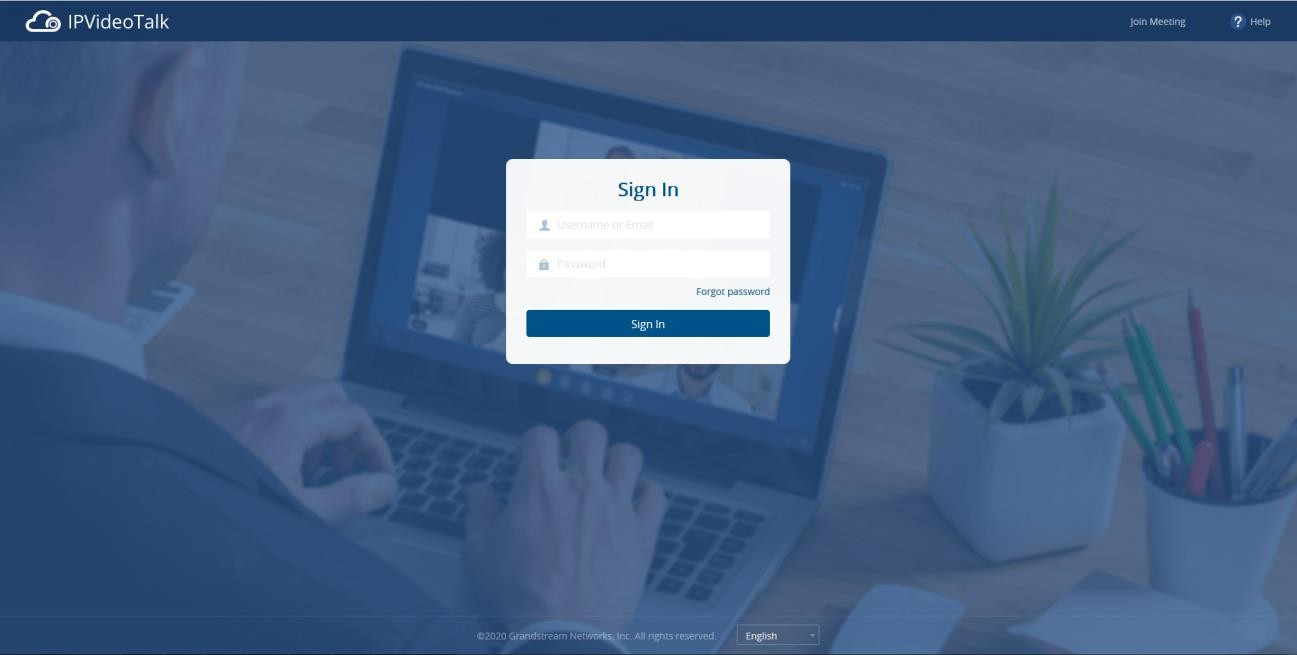 IPVideoTalk
Join Meeting
? Help
Sign In
Username or Email
Password
Forgot password
Sign In
©2020 Grandstream Networks, Inc. All rights reserved.
English